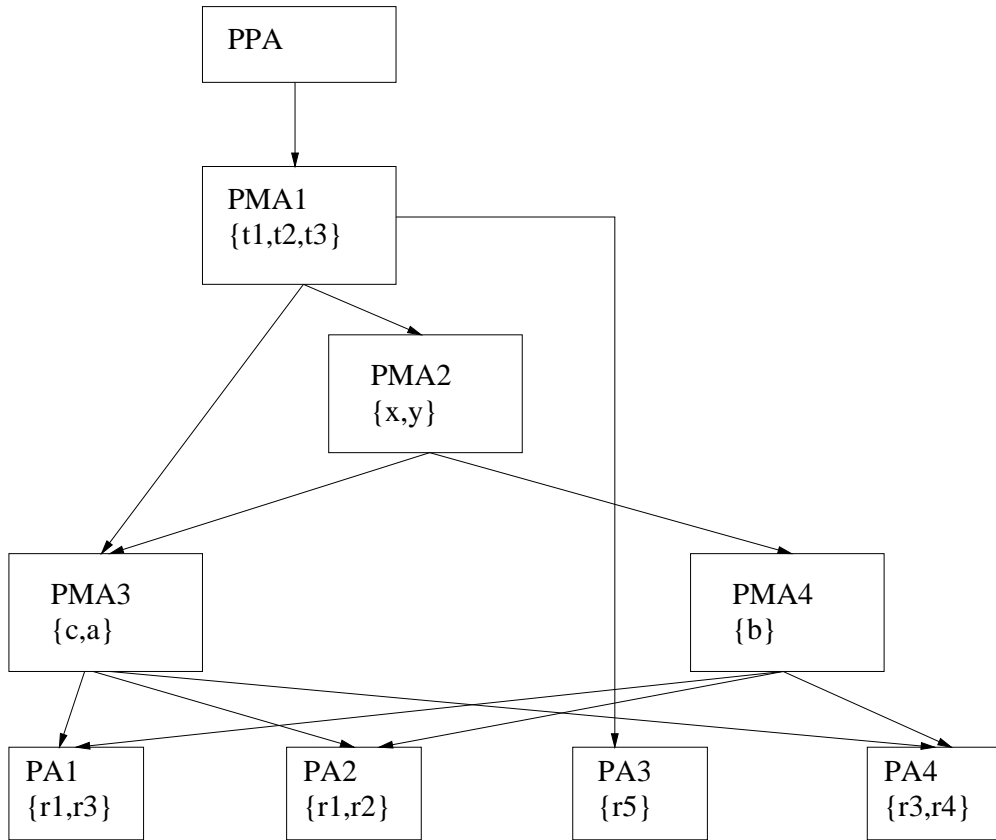 PPA
PMA1
{t1,t2,t3}
PMA2
{x,y}
PMA3
{c,a}
PMA4
{b}
PA1
{r1,r3}
PA2
{r1,r2}
PA3
{r5}
PA4
{r3,r4}